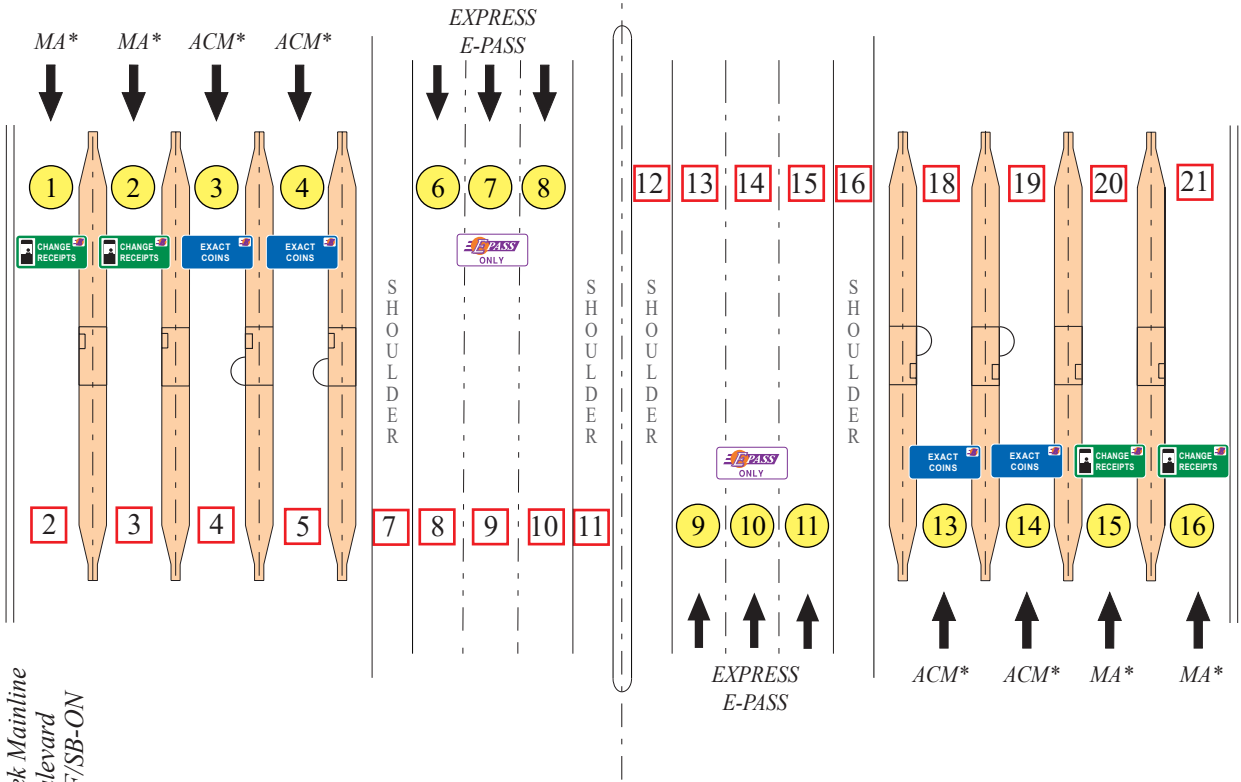 EXPRESS
E-PASS
MA* MA* ACM* ACM*
1 2 3 4 6 7 8
12 13 14 15 16 18 19 20 21
CHANGE
RECEIPTS
CHANGE
RECEIPTS
EXACT
COINS
EXACT
COINS
E-PASS
ONLY
SHOULDER
SHOULDER
SHOULDER
SHOULDER
E-PASS
ONLY
EXACT
COINS
EXACT
COINS
CHANGE
RECEIPTS
CHANGE
RECEIPTS
2 3 4 5 7 8 9 10 11
9 10 11 13 14 15 16
EXPRESS
E-PASS
ACM* ACM* MA* MA*
Mainline
/SB-ON